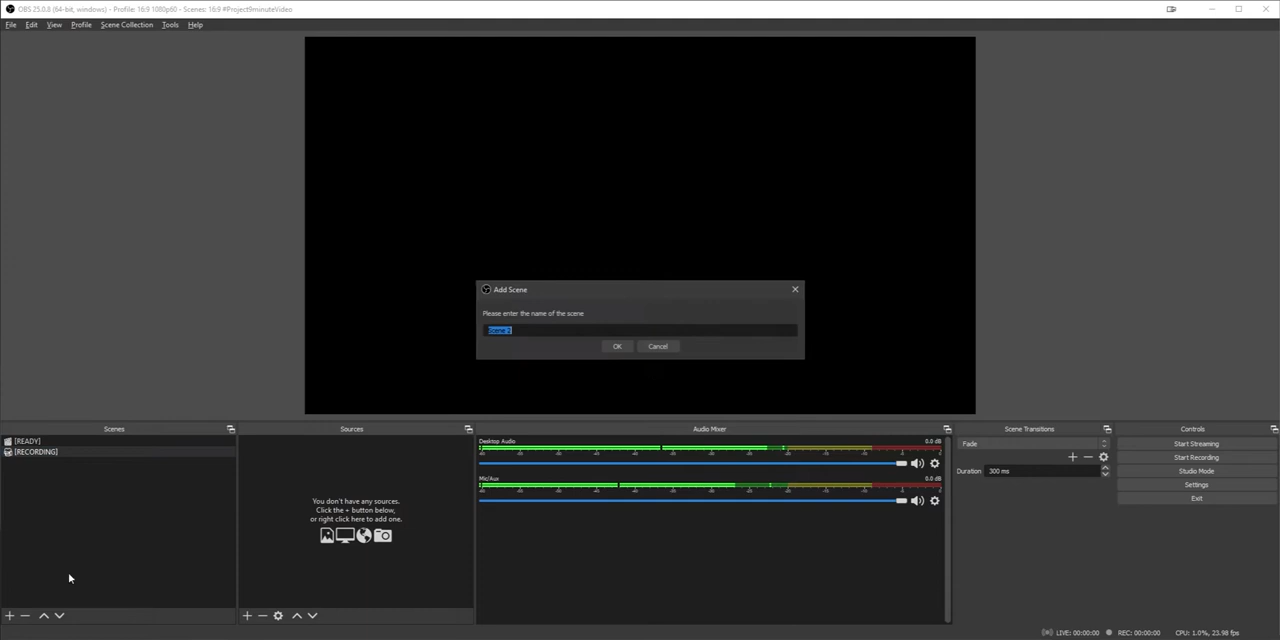 OBS 25.0.8 (64-bit, windows) - Profile: 16:9 1080p60 - Scenes: 16:9 #Project9minuteVideo
File Edit View Profile Scene Collection Tools Help
Add Scene
Please enter the name of the scene
Scene 2
OK Cancel
Scenes
[READY]
[RECORDING]
Sources
You don't have any sources.
Click the + button below,
or right click here to add one.
Audio Mixer
Desktop Audio 0.0 dB
Mic/Aux 0.0 dB
Scene Transitions
Fade
Duration 300 ms
Controls
Start Streaming
Start Recording
Studio Mode
Settings
Exit
LIVE: 00:00:00 REC: 00:00:00 CPU: 1.0%, 23.98 fps